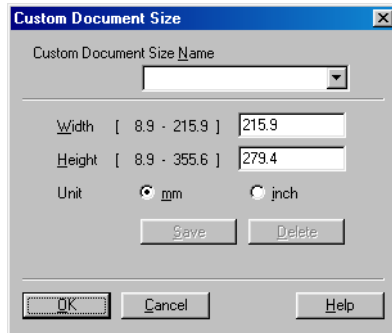 Custom Document Size
Custom Document Size Name
Width [ 8.9 - 215.9 ] 215.9
Height [ 8.9 - 355.6 ] 279.4
Unit mm inch
Save Delete
OK Cancel Help